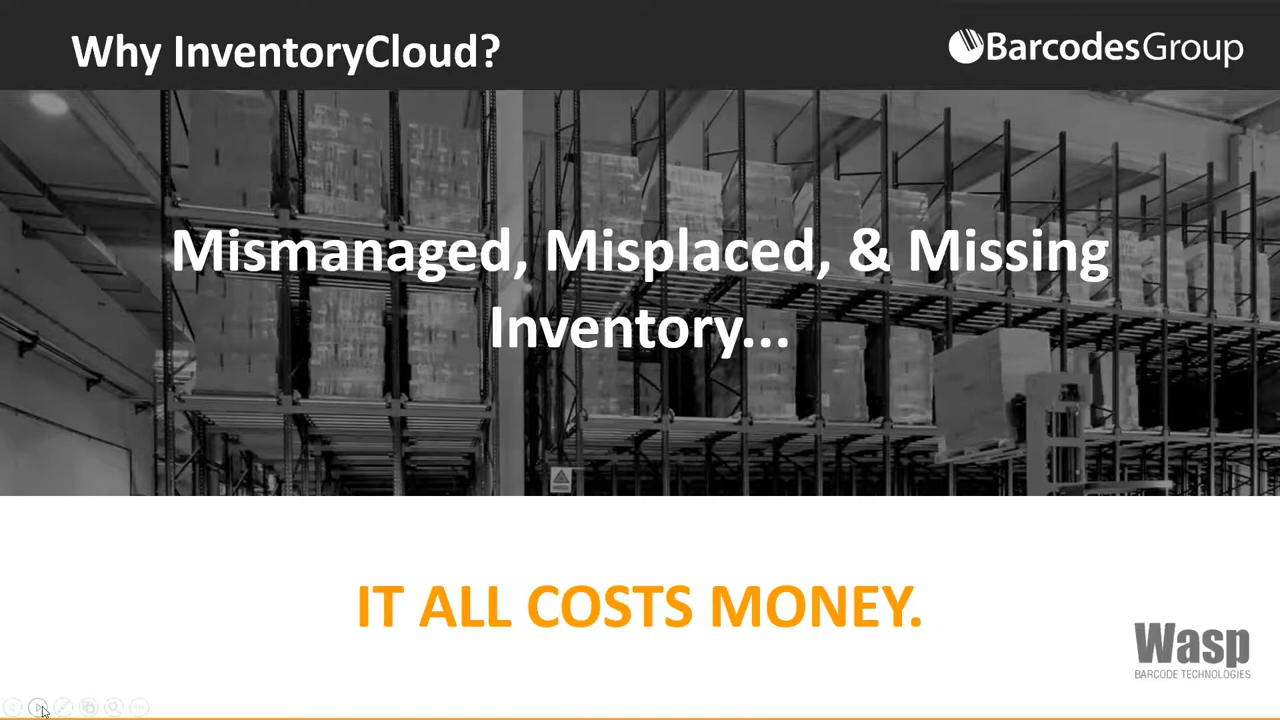 Why InventoryCloud?
BarcodesGroup
Mismanaged, Misplaced, & Missing
Inventory...
IT ALL COSTS MONEY.
Wasp
BARCODE TECHNOLOGIES